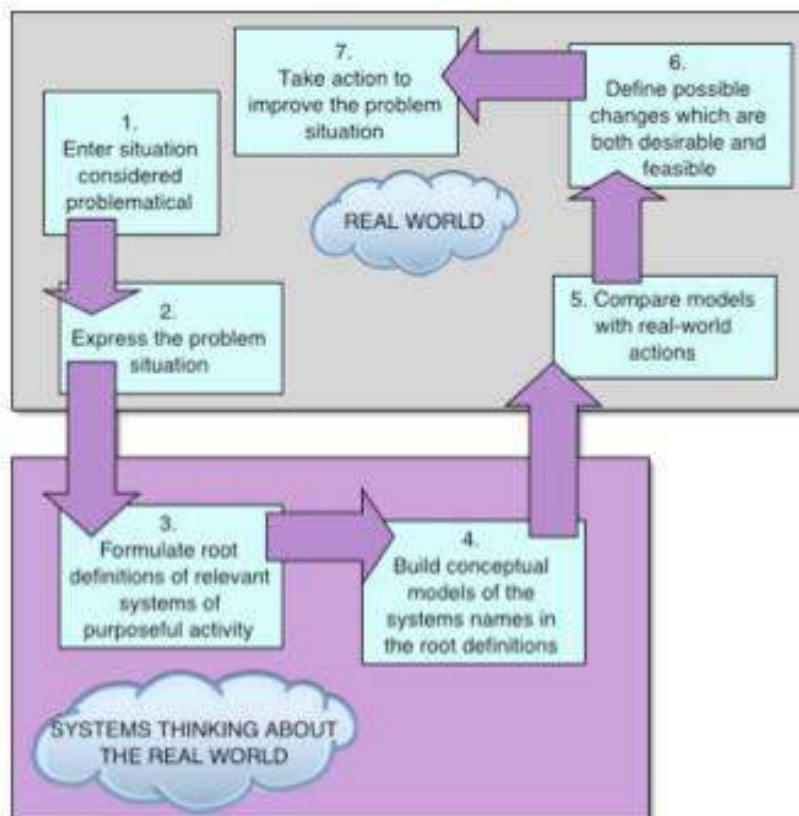 1.
Enter situation
considered
problematical
2.
Express the problem
situation
3.
Formulate root
definitions of relevant
systems of
purposeful activity
4.
Build conceptual
models of the
systems names in
the root definitions
5. Compare models
with real-world
actions
6.
Define possible
changes which are
both desirable and
feasible
7.
Take action to
improve the problem
situation
REAL WORLD
SYSTEMS THINKING ABOUT
THE REAL WORLD